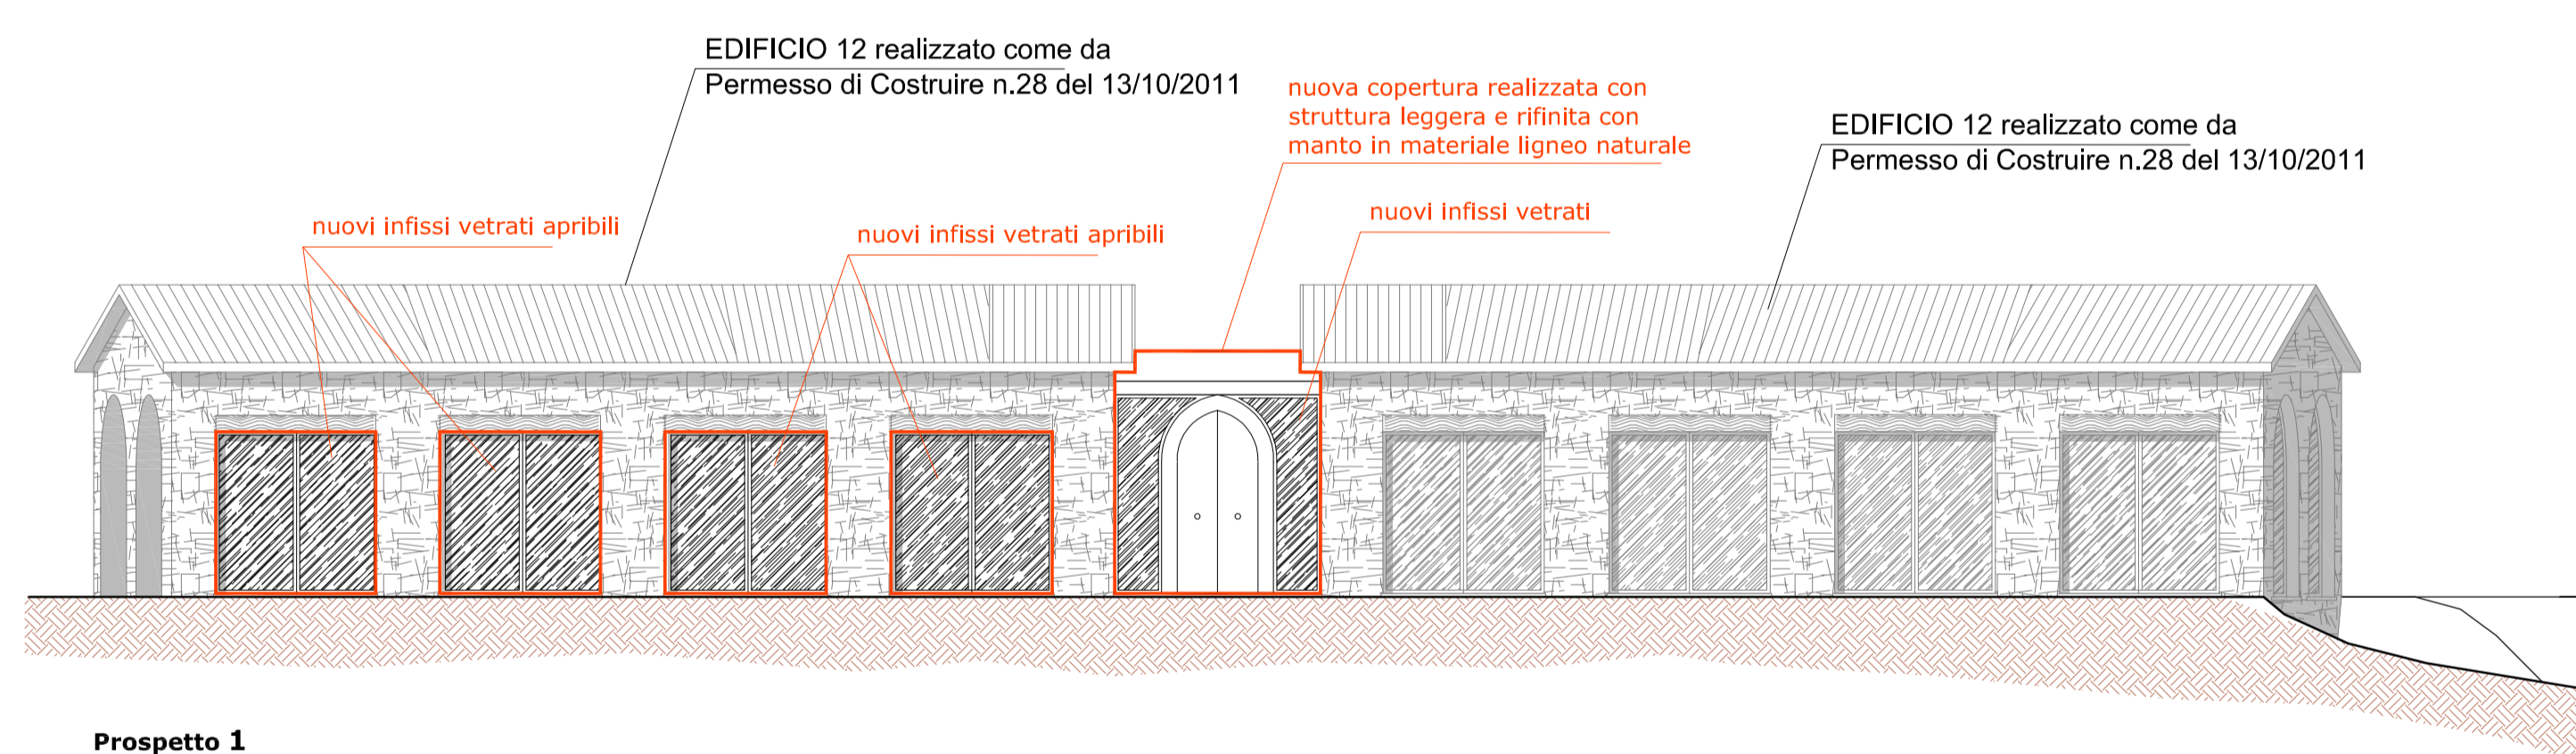 EDIFICIO 12 realizzato come da
Permesso di Costruire n.28 del 13/10/2011
nuova copertura realizzata con
struttura leggera e rifinita con
manto in materiale ligneo naturale
EDIFICIO 12 realizzato come da
Permesso di Costruire n.28 del 13/10/2011
nuovi infissi vetrati apribili
nuovi infissi vetrati apribili
nuovi infissi vetrati
Prospetto 1